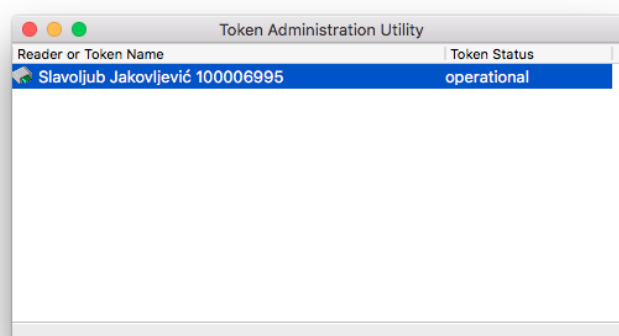 Token Administration Utility
Reader or Token Name Token Status
Slavoljub Jakovljević 100006995 operational